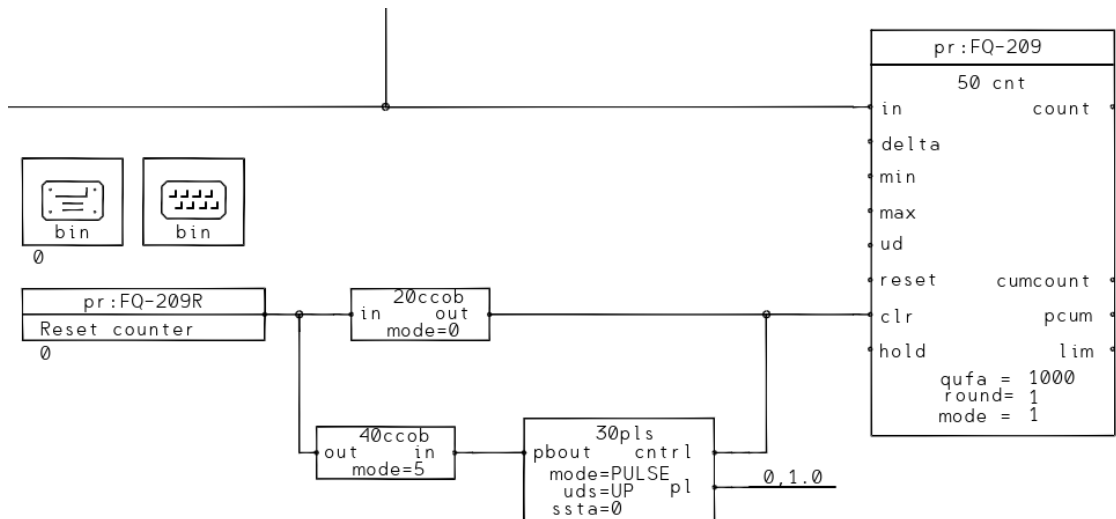 pr:FQ-209
50 cnt
in count
delta
min
max
ud
reset cumcount
clr pcum
hold lim
qufa = 1000
round= 1
mode = 1
bin
bin
0
pr:FQ-209R
Reset counter
0
20ccob
in out
mode=0
40ccob
out in
mode=5
30pls
pbout cntrl
mode=PULSE
uds=UP pl
ssta=0
0,1.0